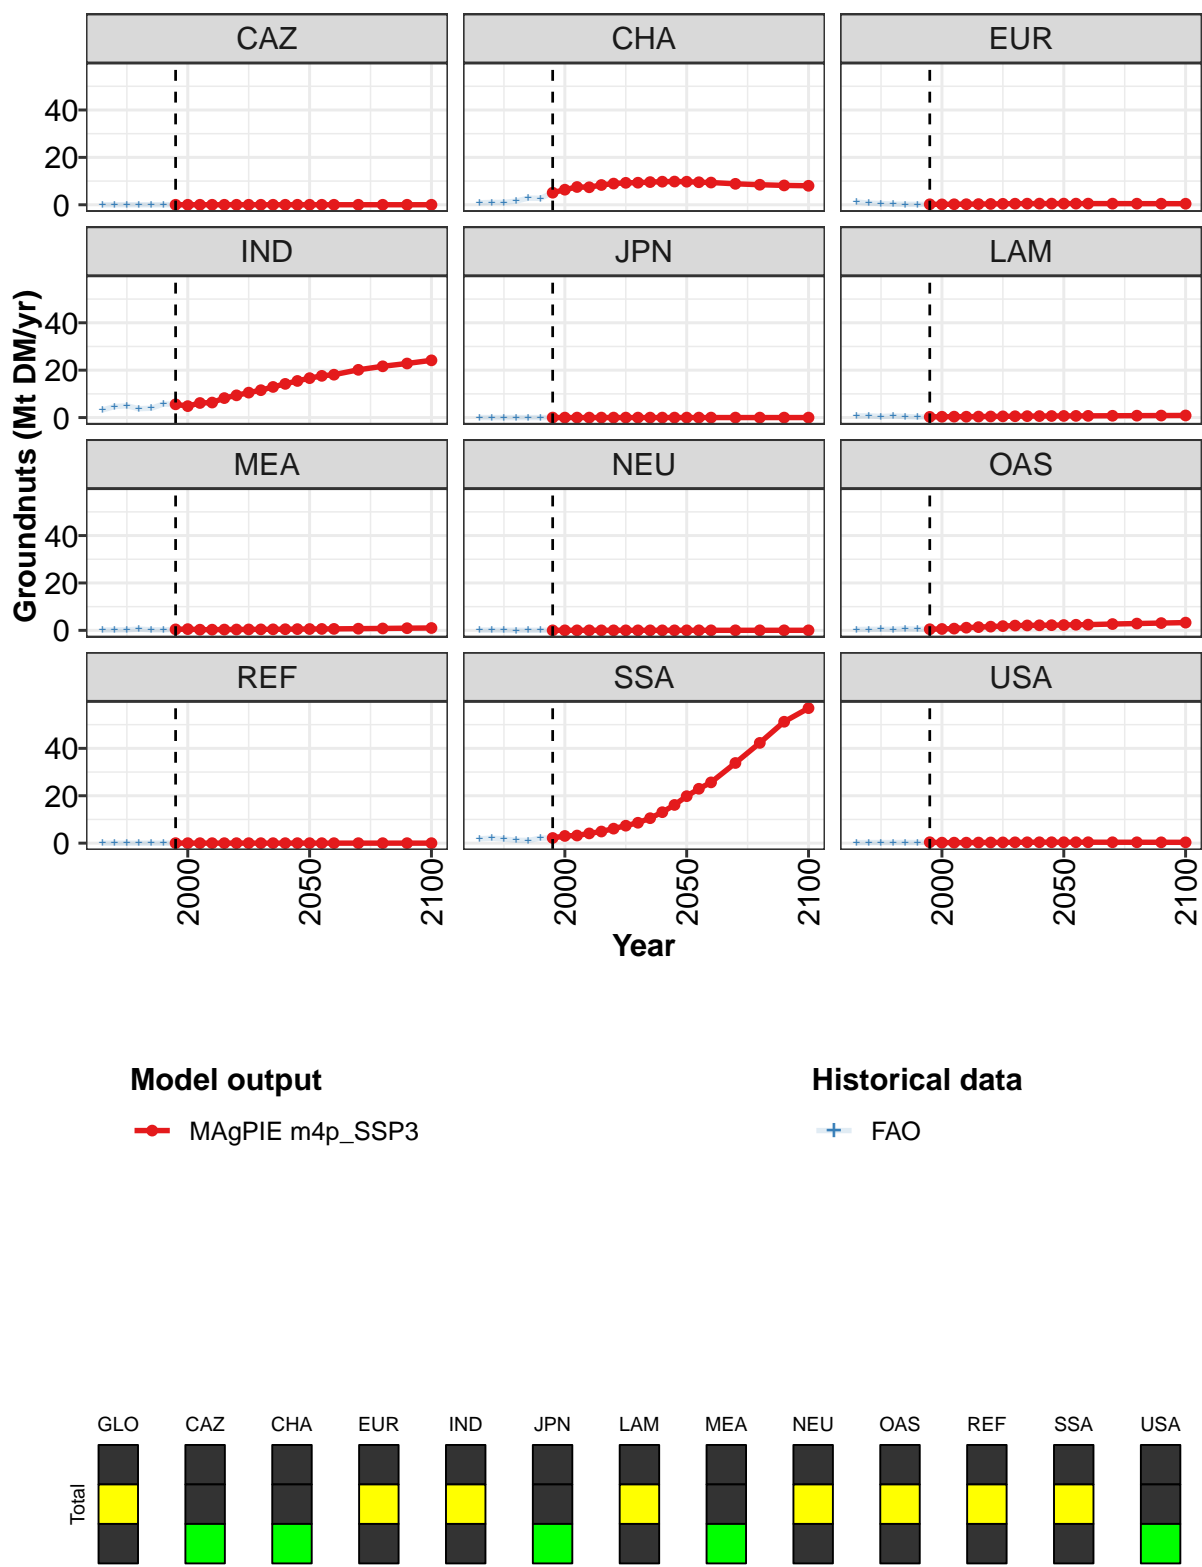 CAZ CHA EUR
40
20
0
IND JPN LAM
40
20
0
MEA NEU OAS
40
20
0
REF SSA USA
40
20
0
Groundnuts (Mt DM/yr)
2000 2050 2100 2000 2050 2100 2000 2050 2100
Year
Model output Historical data
MAgPIE m4p_SSP3 FAO
GLO CAZ CHA EUR IND JPN LAM MEA NEU OAS REF SSA USA
Total